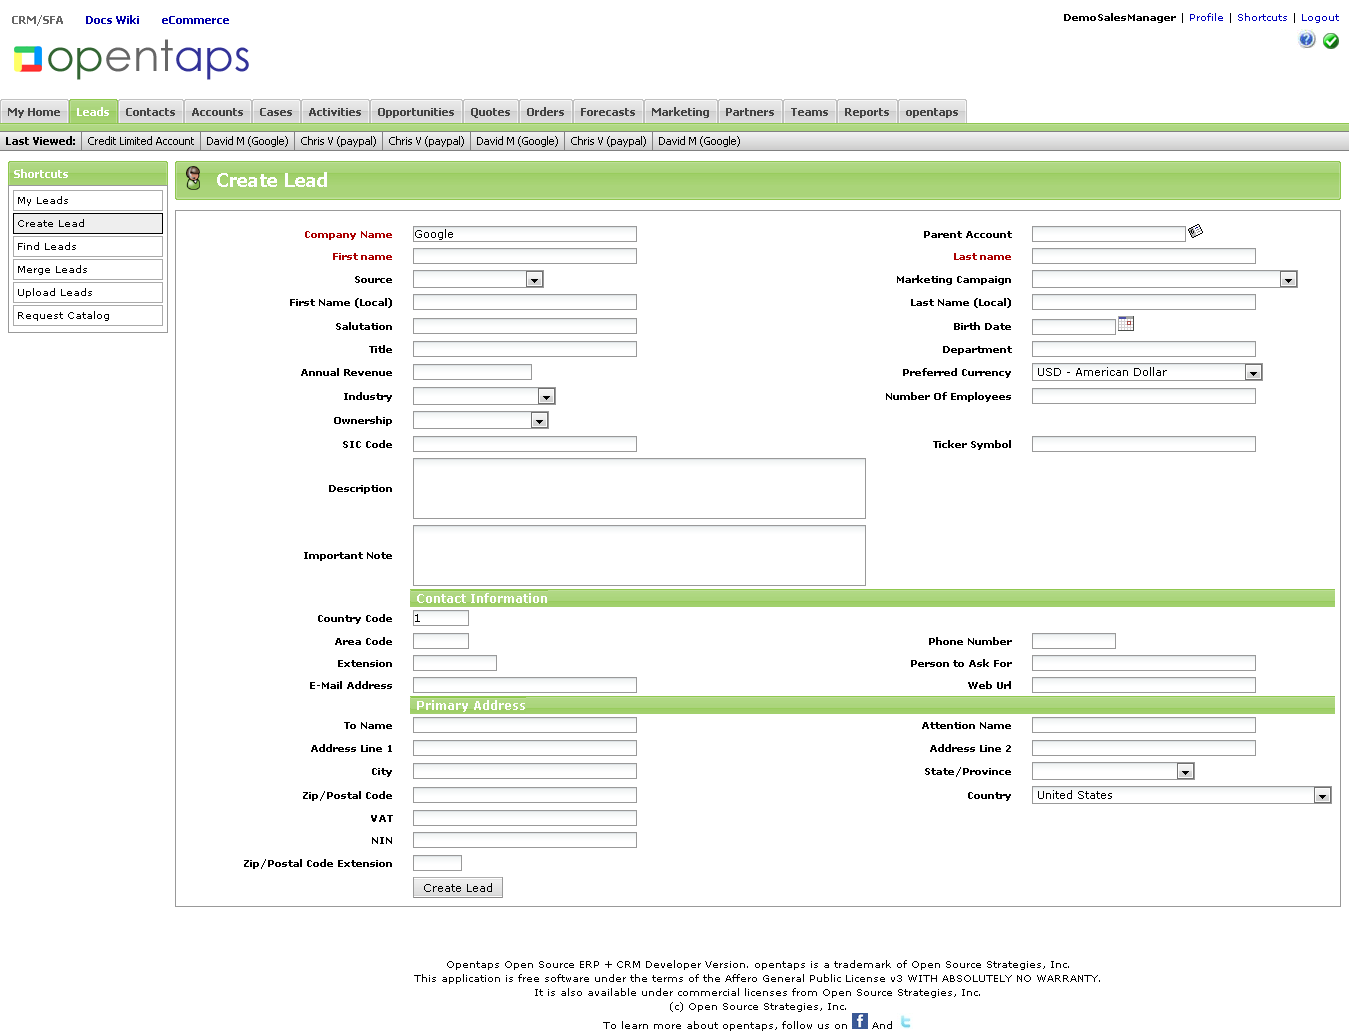 CRM/SFA Docs Wiki eCommerce
DemoSalesManager | Profile | Shortcuts | Logout
opentaps
My Home Leads Contacts Accounts Cases Activities Opportunities Quotes Orders Forecasts Marketing Partners Teams Reports opentaps
Last Viewed: Credit Limited Account David M (Google) Chris V (paypal) Chris V (paypal) David M (Google) Chris V (paypal) David M (Google)
Shortcuts
My Leads
Create Lead
Find Leads
Merge Leads
Upload Leads
Request Catalog
Create Lead
Company Name Google Parent Account
First name Last name
Source Marketing Campaign
First Name (Local) Last Name (Local)
Salutation Birth Date
Title Department
Annual Revenue Preferred Currency USD - American Dollar
Industry Number Of Employees
Ownership
SIC Code Ticker Symbol
Description
Important Note
Contact Information
Country Code 1
Area Code Phone Number
Extension Person to Ask For
E-Mail Address Web Url
Primary Address
To Name Attention Name
Address Line 1 Address Line 2
City State/Province
Zip/Postal Code Country United States
VAT
NIN
Zip/Postal Code Extension
Create Lead
Opentaps Open Source ERP + CRM Developer Version. opentaps is a trademark of Open Source Strategies, Inc.
This application is free software under the terms of the Affero General Public License v3 WITH ABSOLUTELY NO WARRANTY.
It is also available under commercial licenses from Open Source Strategies, Inc.
(c) Open Source Strategies, Inc.
To learn more about opentaps, follow us on f And t